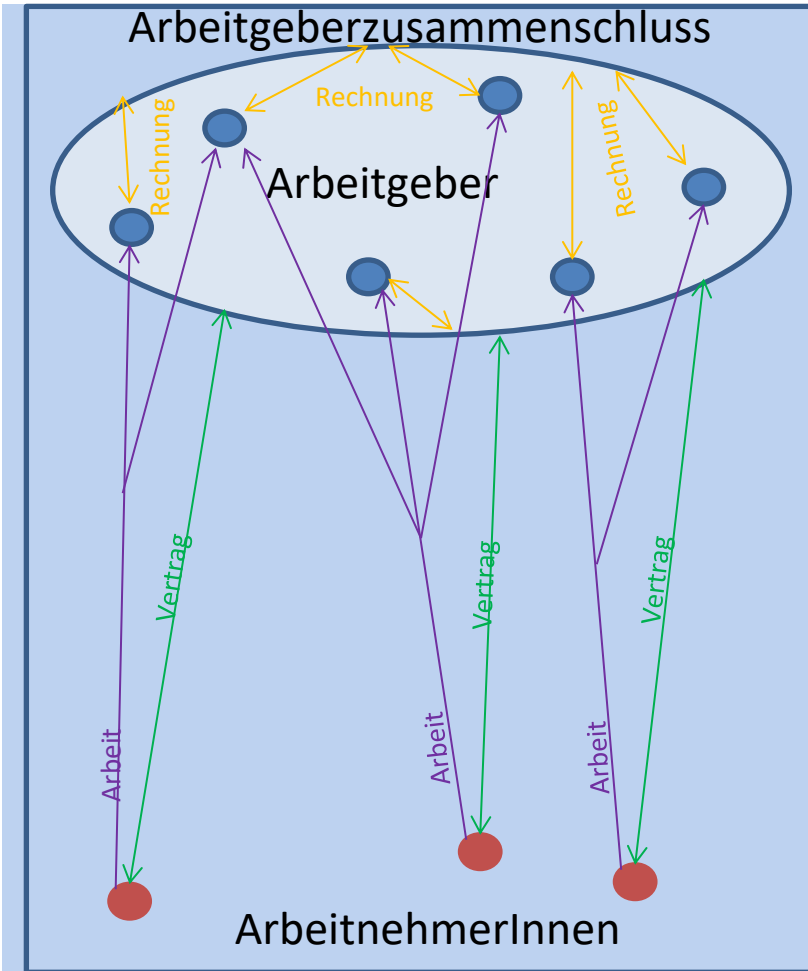 Arbeitgeberzusammenschluss
Rechnung
Rechnung
Rechnung
Arbeitgeber
Vertrag
Vertrag
Vertrag
Arbeit
Arbeit
Arbeit
ArbeitnehmerInnen